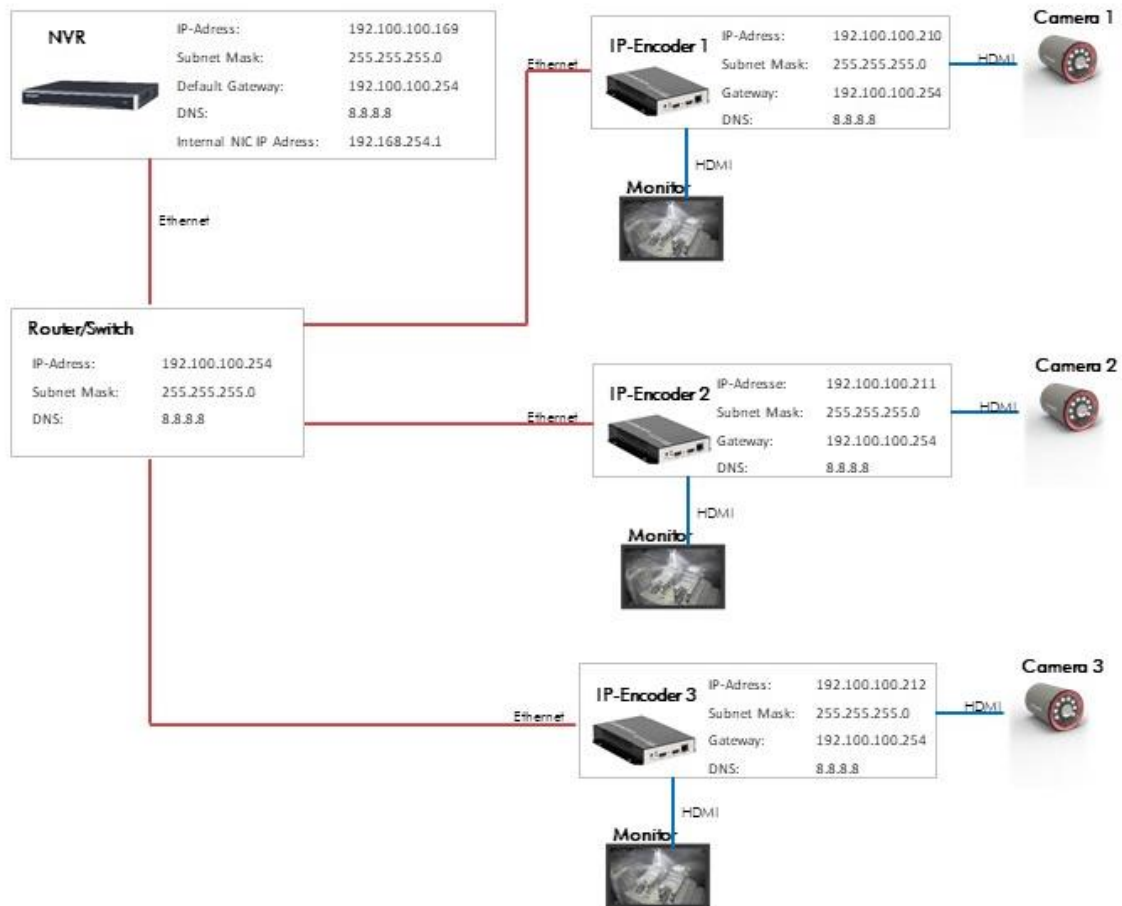 NVR
IP-Adress: 192.100.100.169
Subnet Mask: 255.255.255.0
Default Gateway: 192.100.100.254
DNS: 8.8.8.8
Internal NIC IP Adress: 192.168.254.1
Ethernet
IP-Encoder 1
IP-Adress: 192.100.100.210
Subnet Mask: 255.255.255.0
Gateway: 192.100.100.254
DNS: 8.8.8.8
Ethernet
HDMI
Camera 1
HDMI
Monitor
Router/Switch
IP-Adress: 192.100.100.254
Subnet Mask: 255.255.255.0
DNS: 8.8.8.8
IP-Encoder 2
IP-Adresse: 192.100.100.211
Subnet Mask: 255.255.255.0
Gateway: 192.100.100.254
DNS: 8.8.8.8
Ethernet
HDMI
Camera 2
HDMI
Monitor
IP-Encoder 3
IP-Adress: 192.100.100.212
Subnet Mask: 255.255.255.0
Gateway: 192.100.100.254
DNS: 8.8.8.8
Ethernet
HDMI
Camera 3
HDMI
Monitor